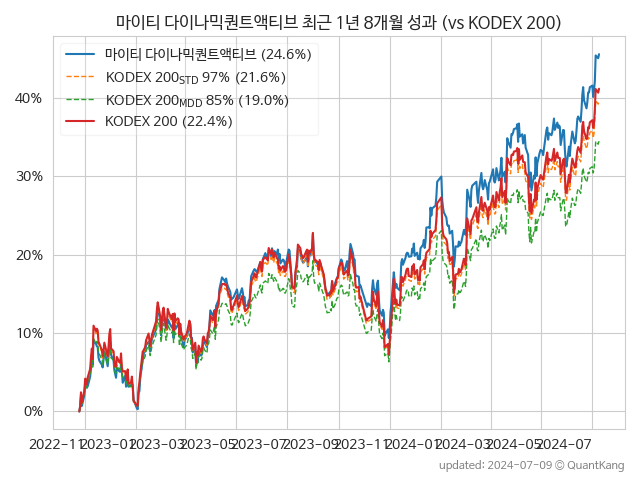 마이티 다이나믹퀀트액티브 최근 1년 8개월 성과 (vs KODEX 200)
마이티 다이나믹퀀트액티브 (24.6%)
KODEX 200STD 97% (21.6%)
KODEX 200MDD 85% (19.0%)
KODEX 200 (22.4%)
40%
30%
20%
10%
0%
2022-11 2023-01 2023-03 2023-05 2023-07 2023-09 2023-11 2024-01 2024-03 2024-05 2024-07
updated: 2024-07-09 © QuantKang